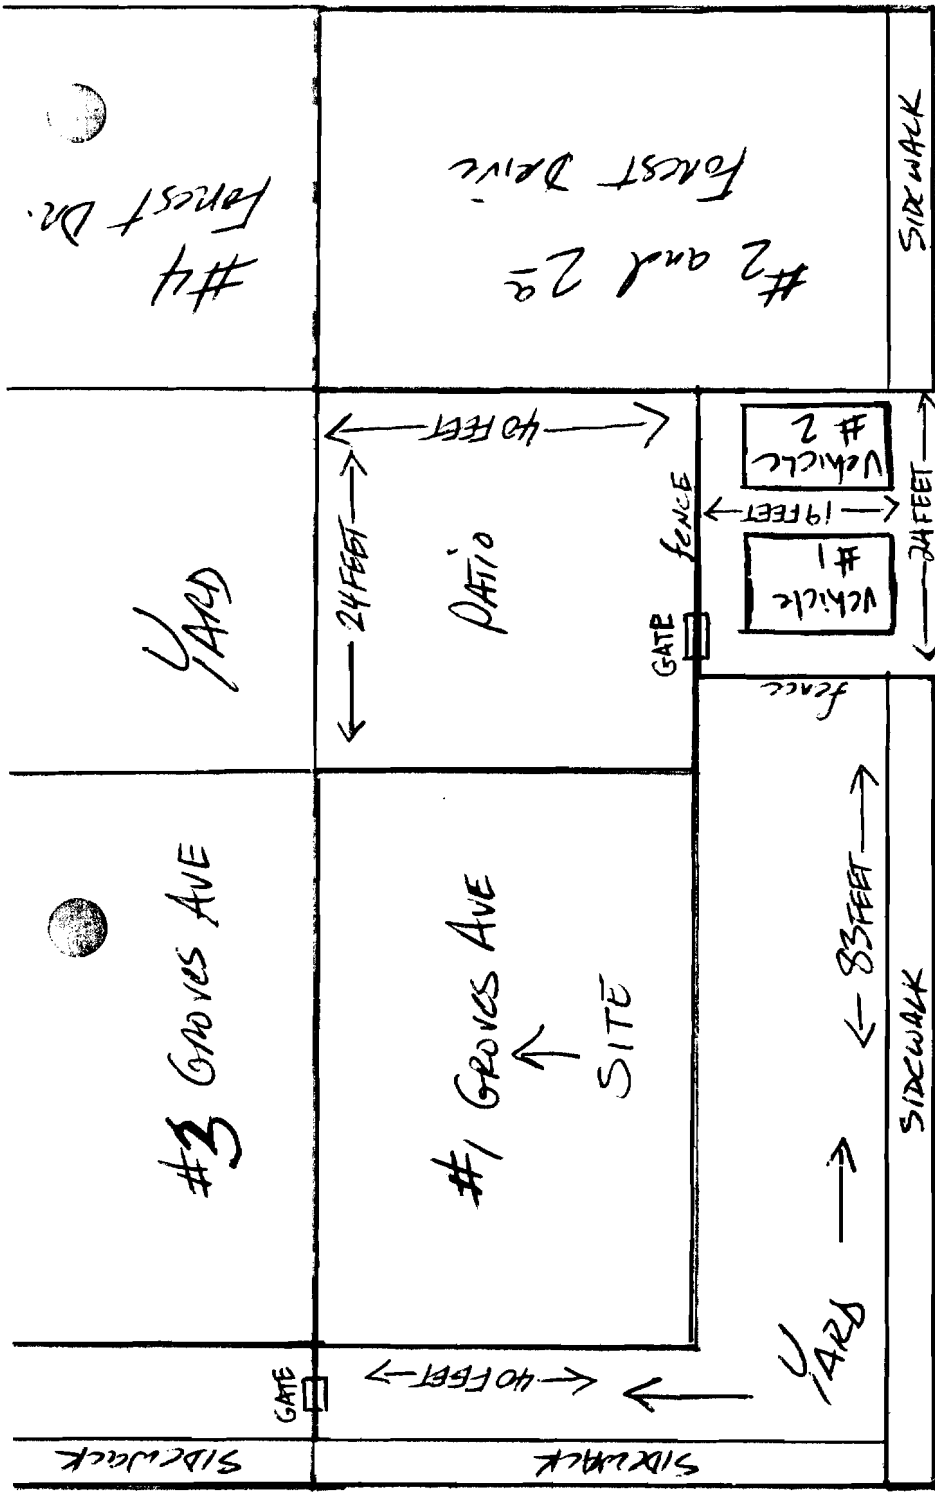 #4
Forest Dr.
#2 and 2a
Forest Drive
SIDEWALK
YARD
40 FEET
24 FEET
PATIO
fence
GATE
Vehicle
# 2
19 FEET
Vehicle
# 1
24 FEET
fence
#3 Groves AVE
#1 Groves AVE
SITE
83 FEET
SIDEWALK
YARD
40 FEET
GATE
SIDEWALK
SIDEWALK